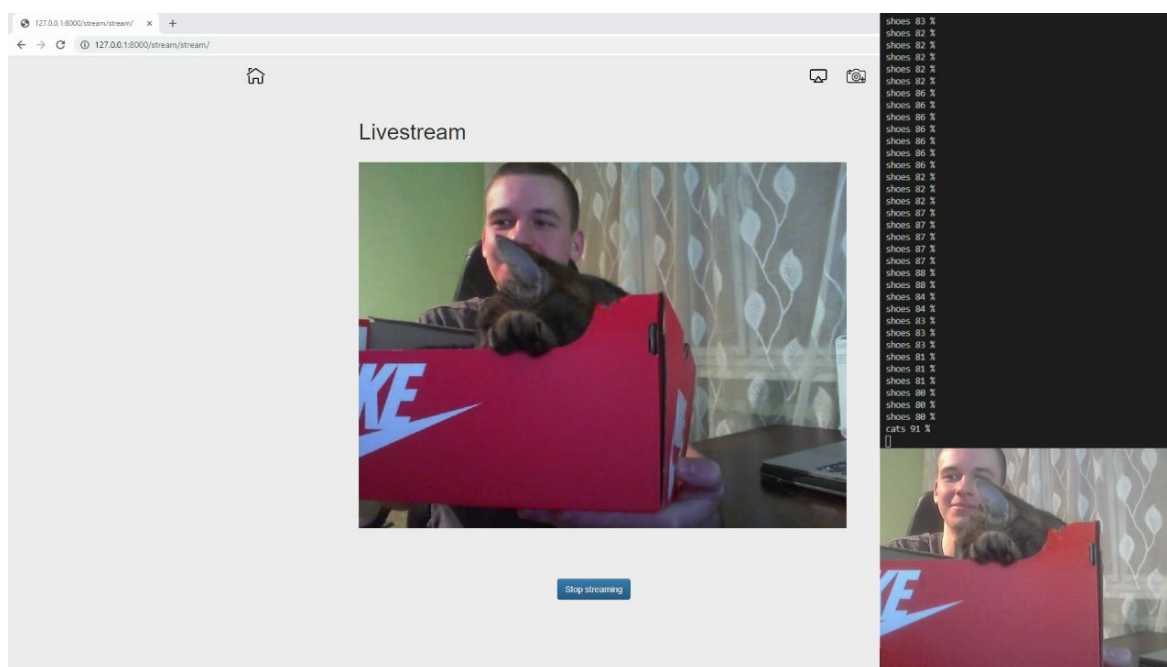 127.0.0.1:8000/stream/stream/
127.0.0.1:8000/stream/stream/
Livestream
KE
Stop streaming
shoes 83 %
shoes 82 %
shoes 82 %
shoes 82 %
shoes 82 %
shoes 82 %
shoes 86 %
shoes 86 %
shoes 86 %
shoes 86 %
shoes 86 %
shoes 86 %
shoes 86 %
shoes 82 %
shoes 82 %
shoes 82 %
shoes 87 %
shoes 87 %
shoes 87 %
shoes 87 %
shoes 87 %
shoes 88 %
shoes 88 %
shoes 84 %
shoes 84 %
shoes 83 %
shoes 83 %
shoes 83 %
shoes 81 %
shoes 81 %
shoes 81 %
shoes 80 %
shoes 80 %
shoes 80 %
cats 91 %
E